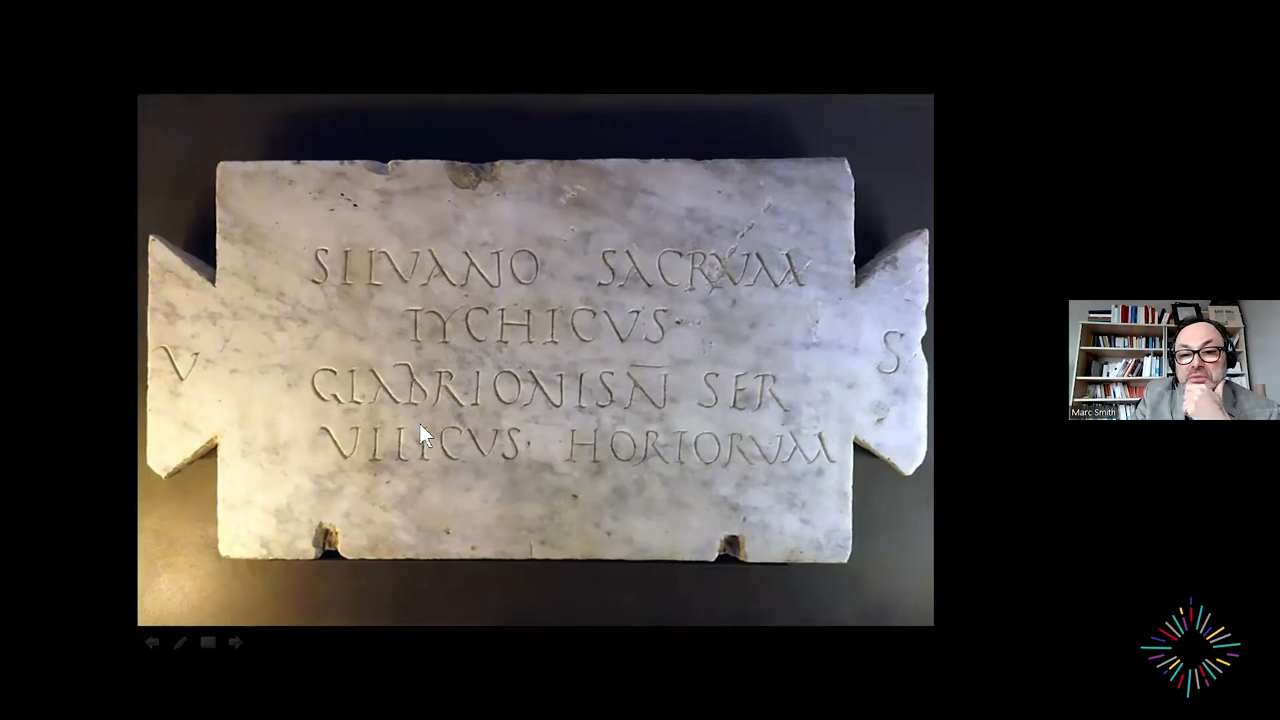 SILVANO SACRVM
TYCHICVS
V GLABRIONIS·N̄ SER S
VILICVS· HORTORVM
Marc Smith